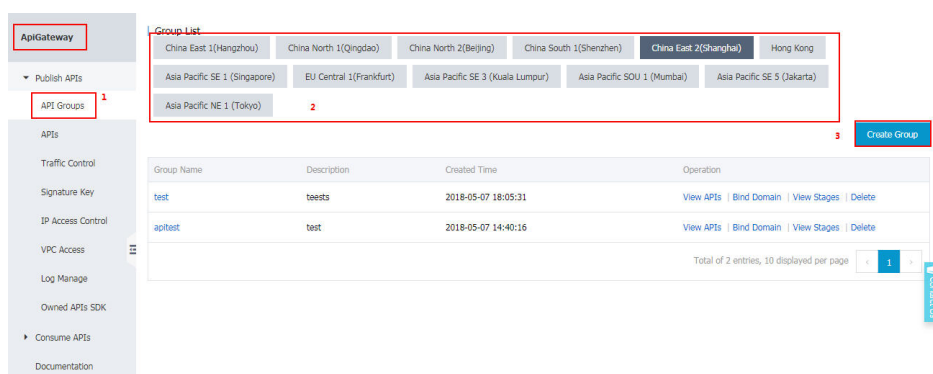 ApiGateway
Publish APIs
API Groups
1
APIs
Traffic Control
Signature Key
IP Access Control
VPC Access
Log Manage
Owned APIs SDK
Consume APIs
Documentation
Group List
China East 1(Hangzhou) China North 1(Qingdao) China North 2(Beijing) China South 1(Shenzhen) China East 2(Shanghai) Hong Kong
Asia Pacific SE 1 (Singapore) EU Central 1(Frankfurt) Asia Pacific SE 3 (Kuala Lumpur) Asia Pacific SOU 1 (Mumbai) Asia Pacific SE 5 (Jakarta)
Asia Pacific NE 1 (Tokyo) 2
3 Create Group
Group Name Description Created Time Operation
test teests 2018-05-07 18:05:31 View APIs | Bind Domain | View Stages | Delete
apitest test 2018-05-07 14:40:16 View APIs | Bind Domain | View Stages | Delete
Total of 2 entries, 10 displayed per page ‹ 1 ›